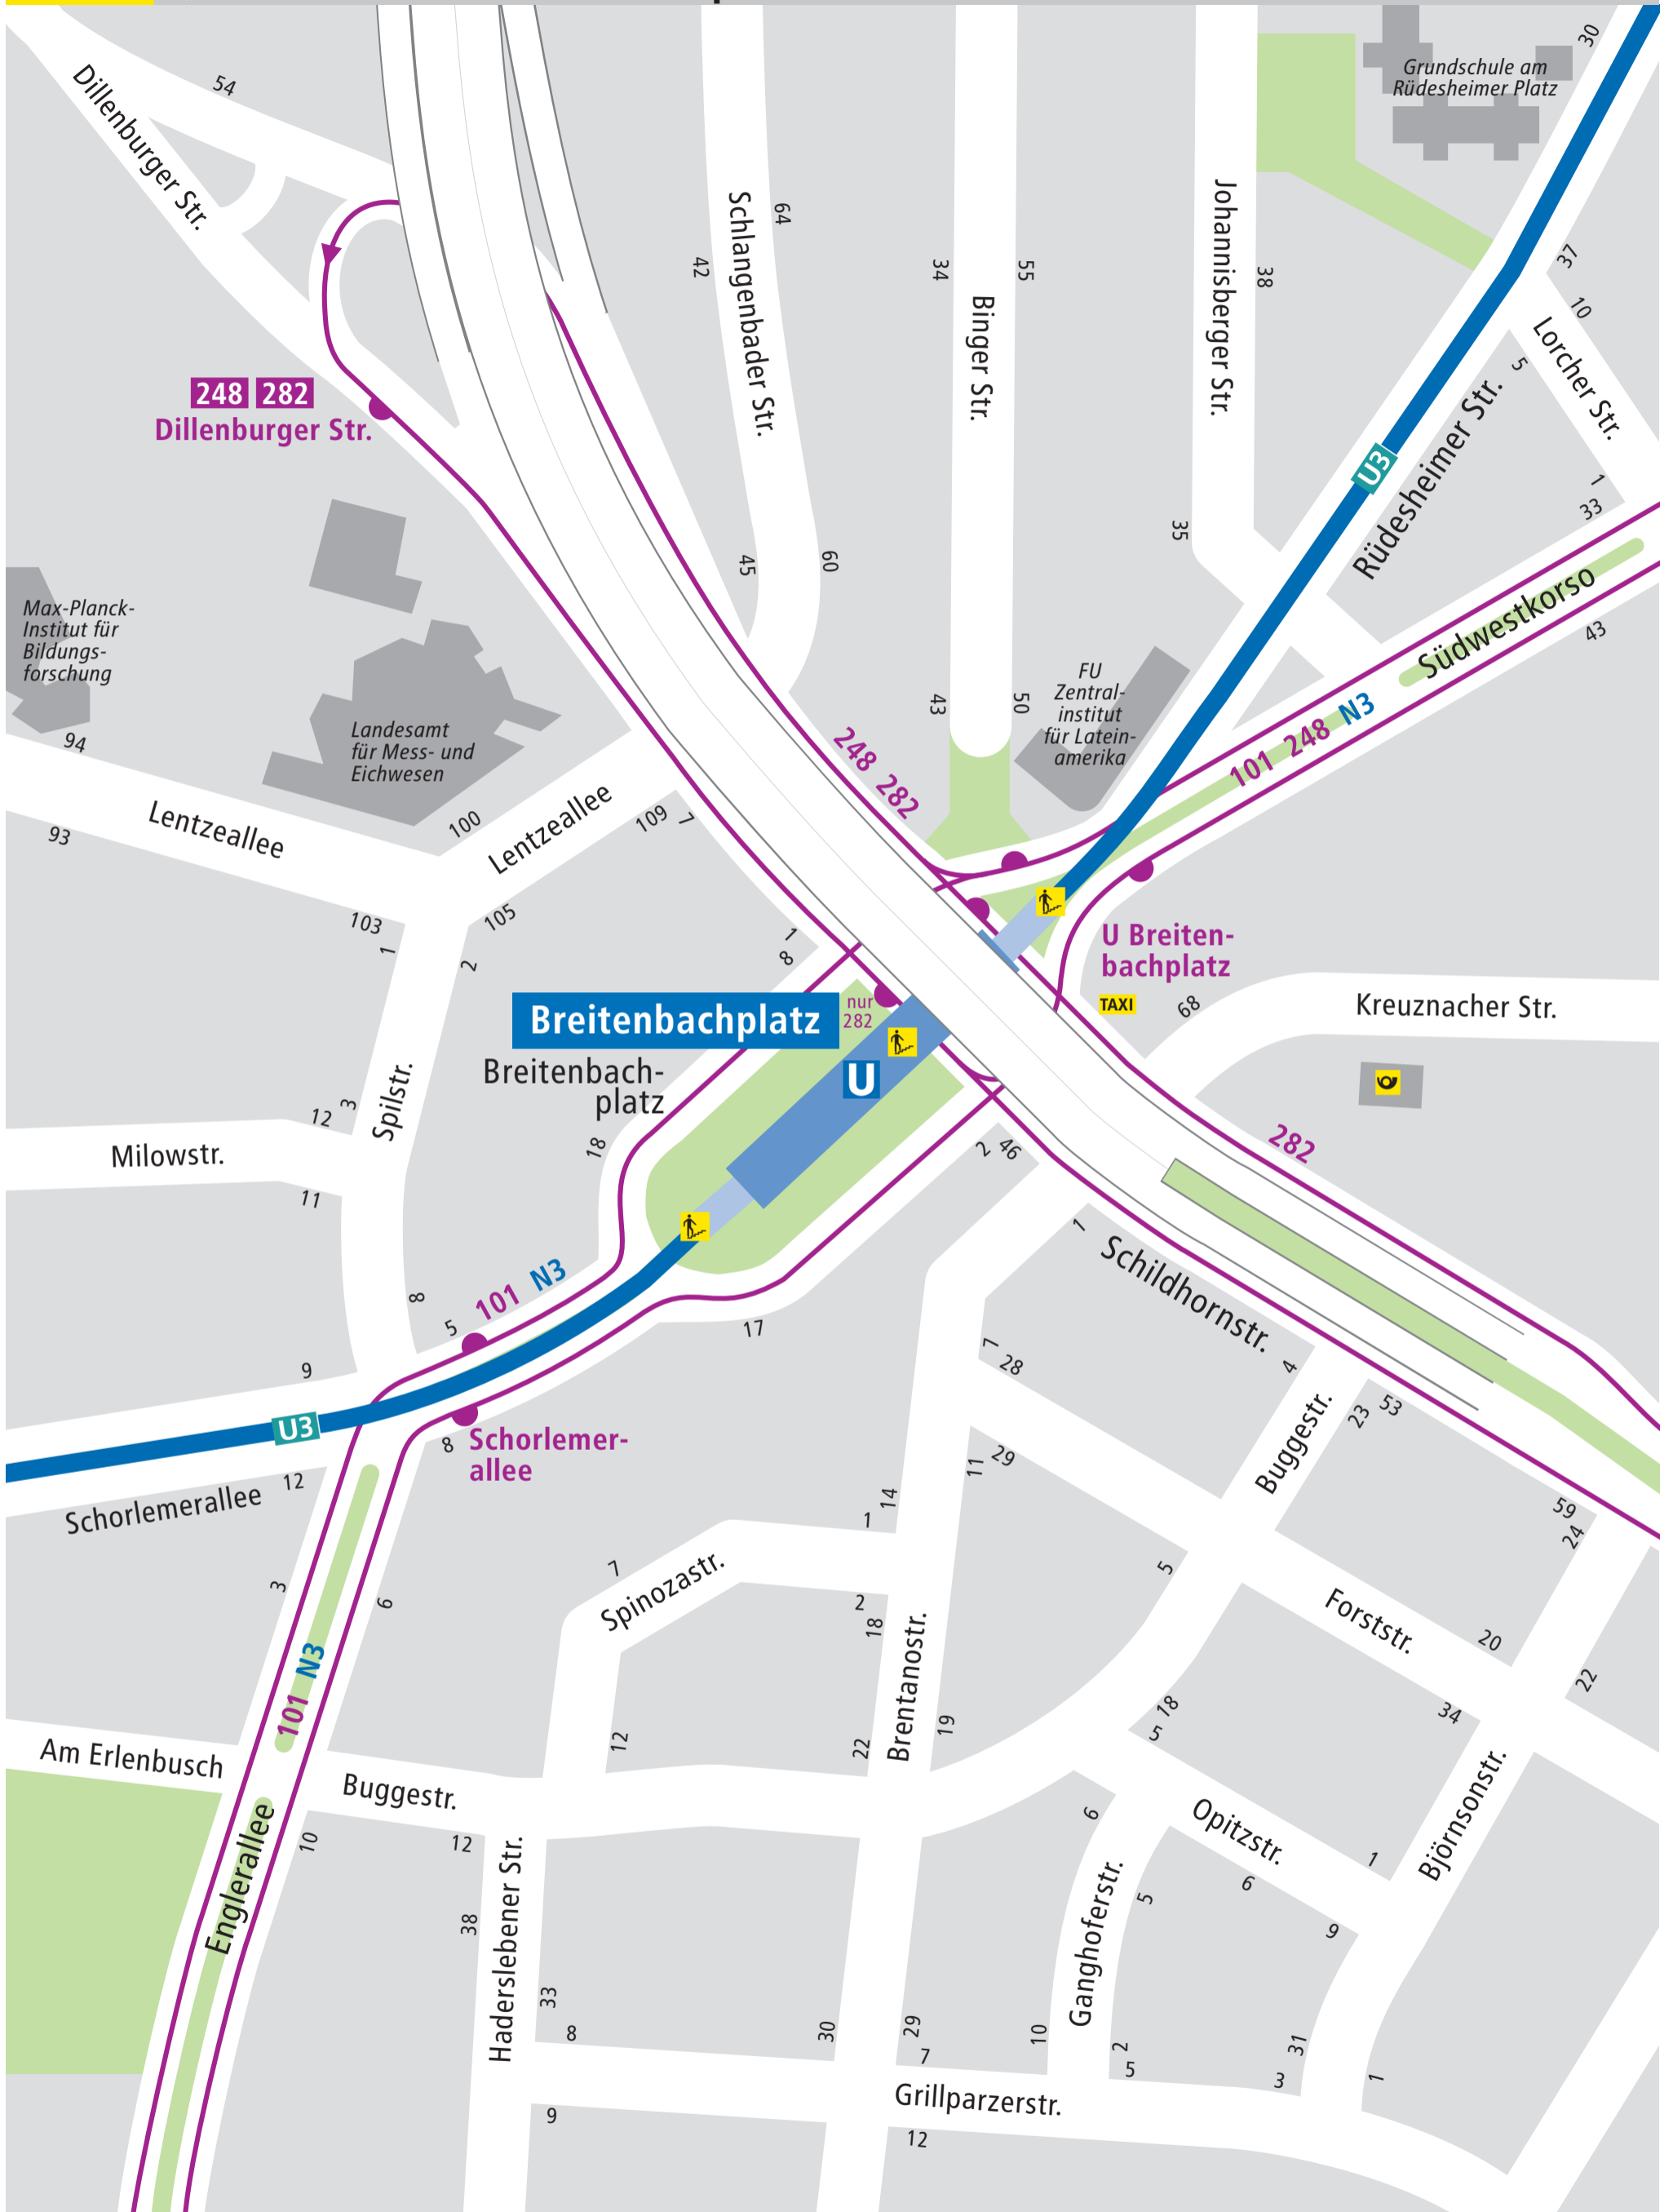 54
Dillenburger Str.
30
Grundschule am
Rüdesheimer Platz
Schlangenbader Str.
64
42
34
55
Binger Str.
Johannisberger Str.
38
37
10
Lorcher Str.
5
1
33
248 282
Dillenburger Str.
U3
Rüdesheimer Str.
35
45
60
Südwestkorso
43
Max-Planck-
Institut für
Bildungs-
forschung
94
Landesamt
für Mess- und
Eichwesen
43
50
FU
Zentral-
institut
für Latein-
amerika
101 248 N3
248 282
Lentzeallee
93
100
Lentzeallee
109
7
103
1
105
2
1
8
U Breiten-
bachplatz
TAXI
68
Kreuznacher Str.
Breitenbachplatz
nur
282
U
Breitenbach-
platz
Spilstr.
12
3
18
Milowstr.
11
2
46
282
1
Schildhornstr.
101 N3
8
5
9
17
7
28
4
23
53
U3
8
Schorlemer-
allee
12
Schorlemerallee
11
29
Buggestr.
59
24
14
1
3
6
7
Spinozastr.
2
18
5
Forststr.
20
22
101 N3
12
22
Brentanostr.
19
18
5
34
Am Erlenbusch
Buggestr.
12
10
Englerallee
6
Opitzstr.
1
6
9
Björnsonstr.
Haderslebener Str.
38
33
8
9
30
29
7
10
Ganghoferstr.
5
2
5
31
3
1
Grillparzerstr.
12